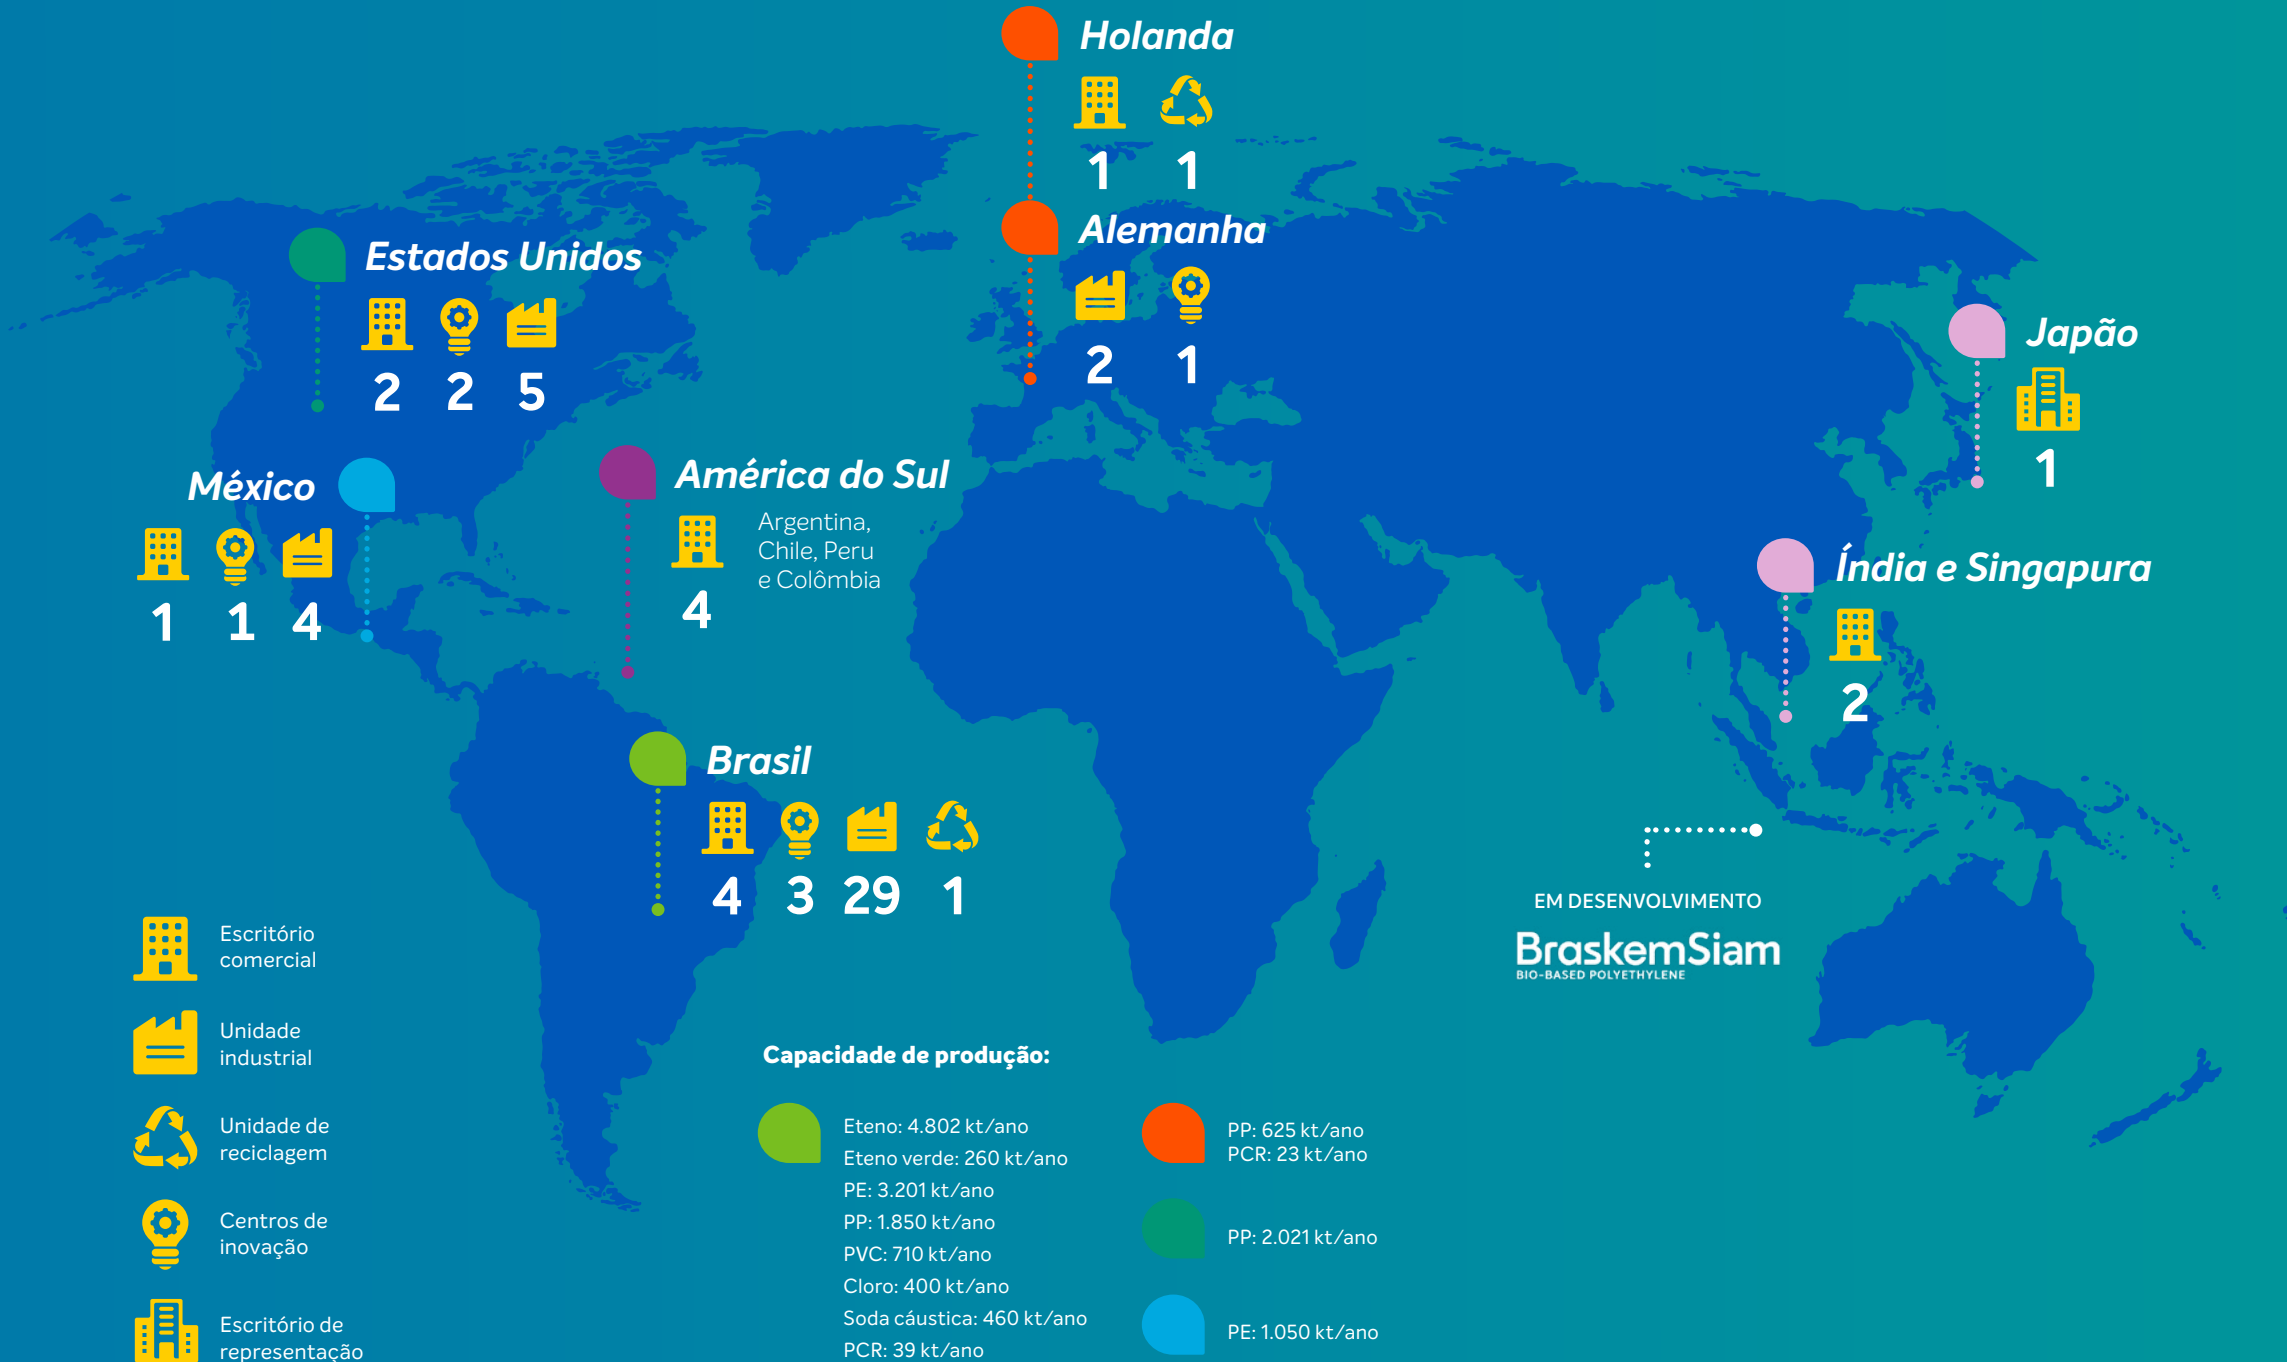 Holanda
1 1
Alemanha
2 1
Estados Unidos
2 2 5
Japão
1
México
1 1 4
América do Sul
Argentina,
Chile, Peru
e Colômbia
4
Índia e Singapura
2
Brasil
4 3 29 1
EM DESENVOLVIMENTO
BraskemSiam
BIO-BASED POLYETHYLENE
Escritório
comercial
Unidade
industrial
Unidade de
reciclagem
Centros de
inovação
Escritório de
representação
Capacidade de produção:
Eteno: 4.802 kt/ano
Eteno verde: 260 kt/ano
PE: 3.201 kt/ano
PP: 1.850 kt/ano
PVC: 710 kt/ano
Cloro: 400 kt/ano
Soda cáustica: 460 kt/ano
PCR: 39 kt/ano
PP: 625 kt/ano
PCR: 23 kt/ano
PP: 2.021 kt/ano
PE: 1.050 kt/ano